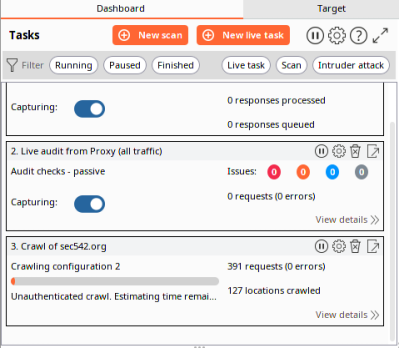 Dashboard
Target
Tasks
New scan
New live task
Filter
Running
Paused
Finished
Live task
Scan
Intruder attack
Capturing:
0 responses processed
0 responses queued
2. Live audit from Proxy (all traffic)
Audit checks - passive
Issues:
0
0
0
0
Capturing:
0 requests (0 errors)
View details
3. Crawl of sec542.org
Crawling configuration 2
391 requests (0 errors)
Unauthenticated crawl. Estimating time remai...
127 locations crawled
View details